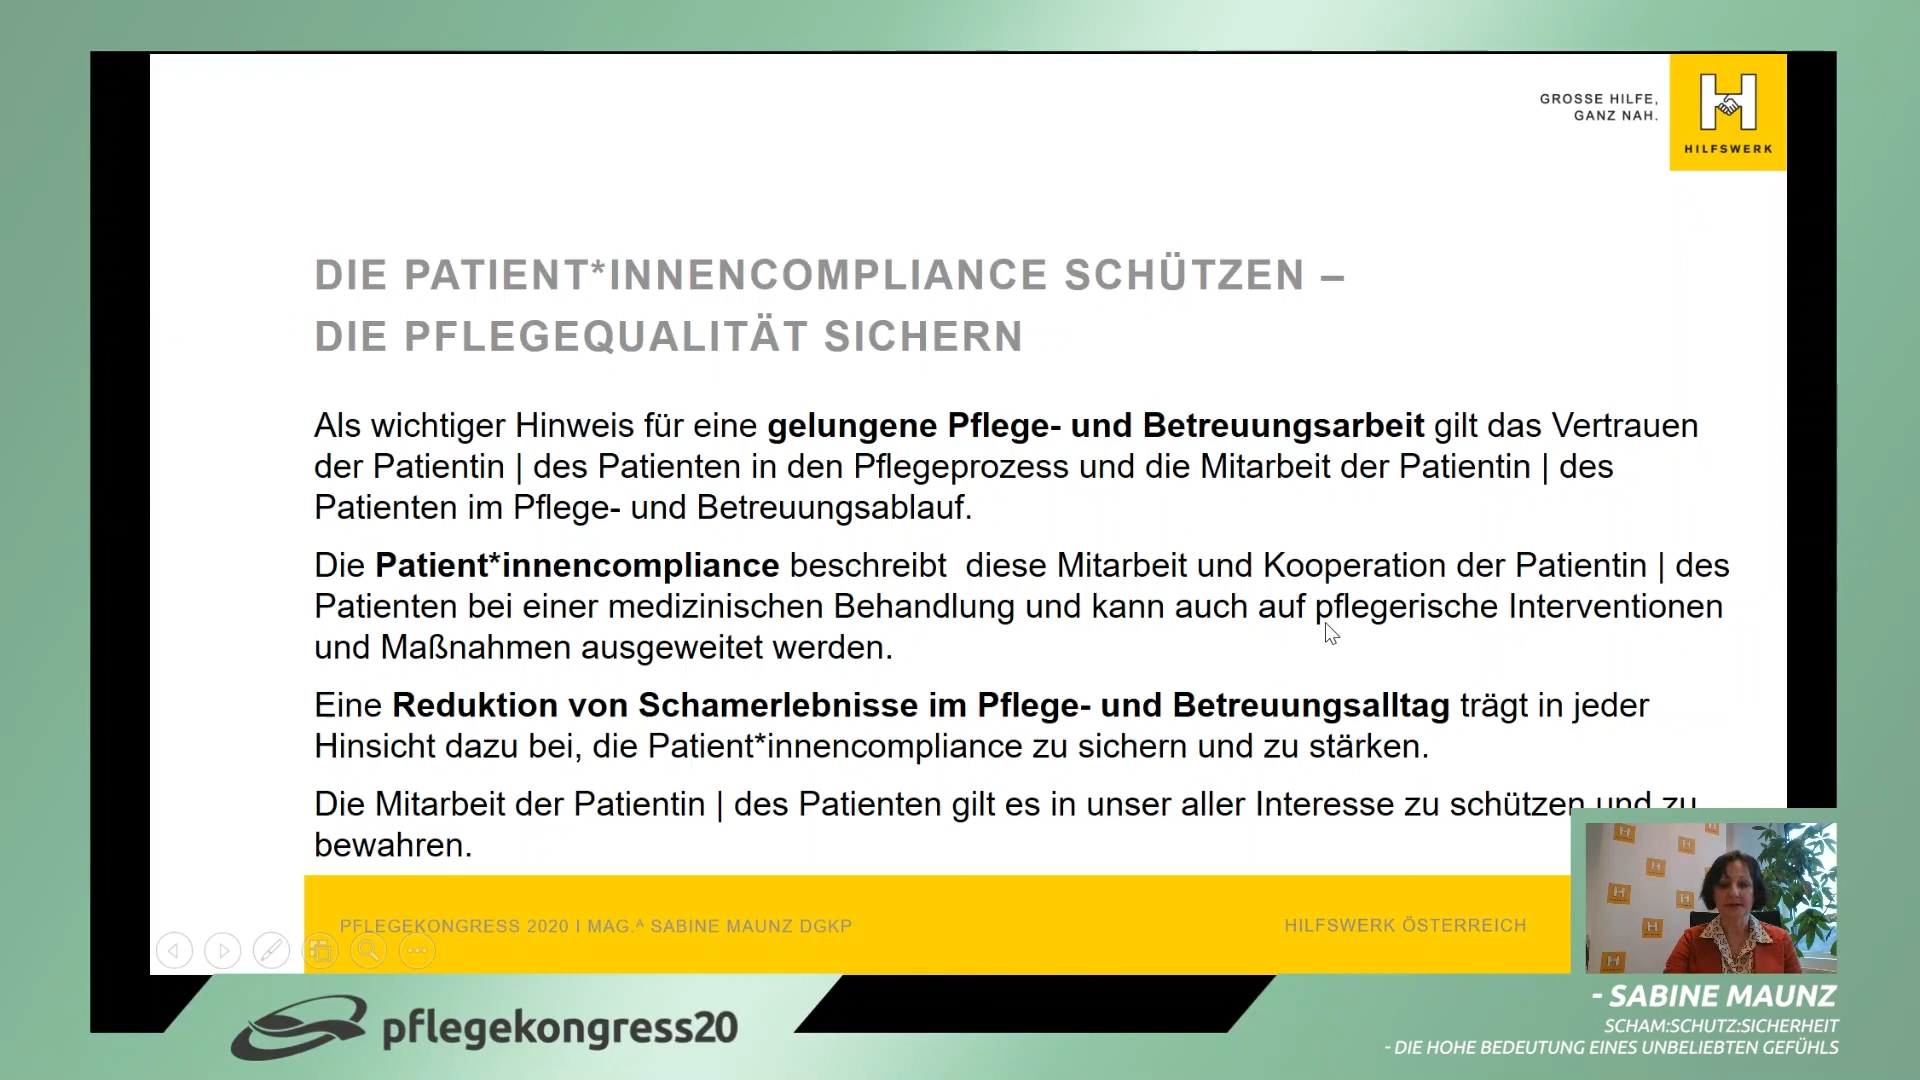 GROSSE HILFE,
GANZ NAH.
HILFSWERK
DIE PATIENT*INNENCOMPLIANCE SCHÜTZEN –
DIE PFLEGEQUALITÄT SICHERN
Als wichtiger Hinweis für eine gelungene Pflege- und Betreuungsarbeit gilt das Vertrauen
der Patientin | des Patienten in den Pflegeprozess und die Mitarbeit der Patientin | des
Patienten im Pflege- und Betreuungsablauf.
Die Patient*innencompliance beschreibt  diese Mitarbeit und Kooperation der Patientin | des
Patienten bei einer medizinischen Behandlung und kann auch auf pflegerische Interventionen
und Maßnahmen ausgeweitet werden.
Eine Reduktion von Schamerlebnisse im Pflege- und Betreuungsalltag trägt in jeder
Hinsicht dazu bei, die Patient*innencompliance zu sichern und zu stärken.
Die Mitarbeit der Patientin | des Patienten gilt es in unser aller Interesse zu schützen und zu
bewahren.
PFLEGEKONGRESS 2020 I MAG.ᴬ SABINE MAUNZ DGKP
HILFSWERK ÖSTERREICH
pflegekongress20
- SABINE MAUNZ
SCHAM:SCHUTZ:SICHERHEIT
- DIE HOHE BEDEUTUNG EINES UNBELIEBTEN GEFÜHLS